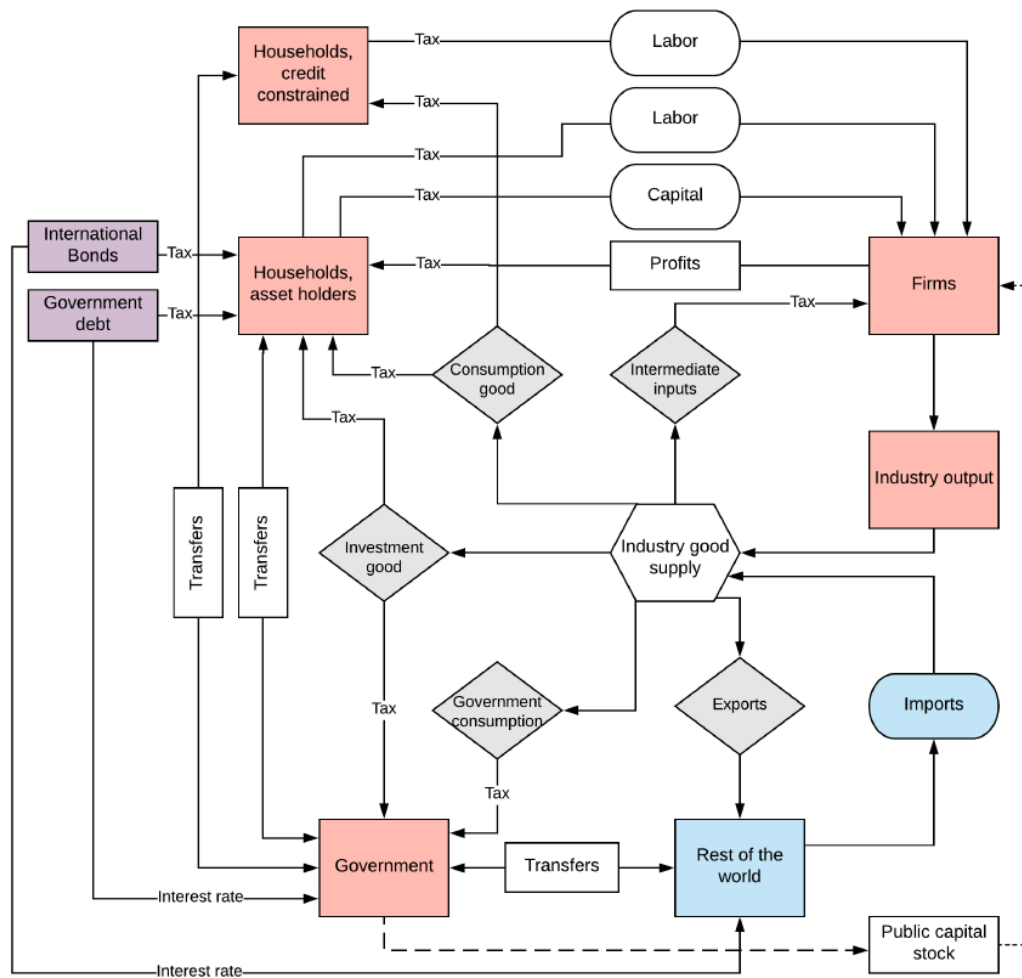 Households,
credit
constrained
Tax
Labor
Tax
Tax
Labor
Tax
Capital
International
Bonds
Tax
Households,
asset holders
Tax
Profits
Firms
Government
debt
Tax
Tax
Tax
Consumption
good
Intermediate
inputs
Tax
Industry output
Transfers
Transfers
Investment
good
Industry good
supply
Tax
Government
consumption
Exports
Imports
Tax
Government
Transfers
Rest of the
world
Interest rate
Public capital
stock
Interest rate